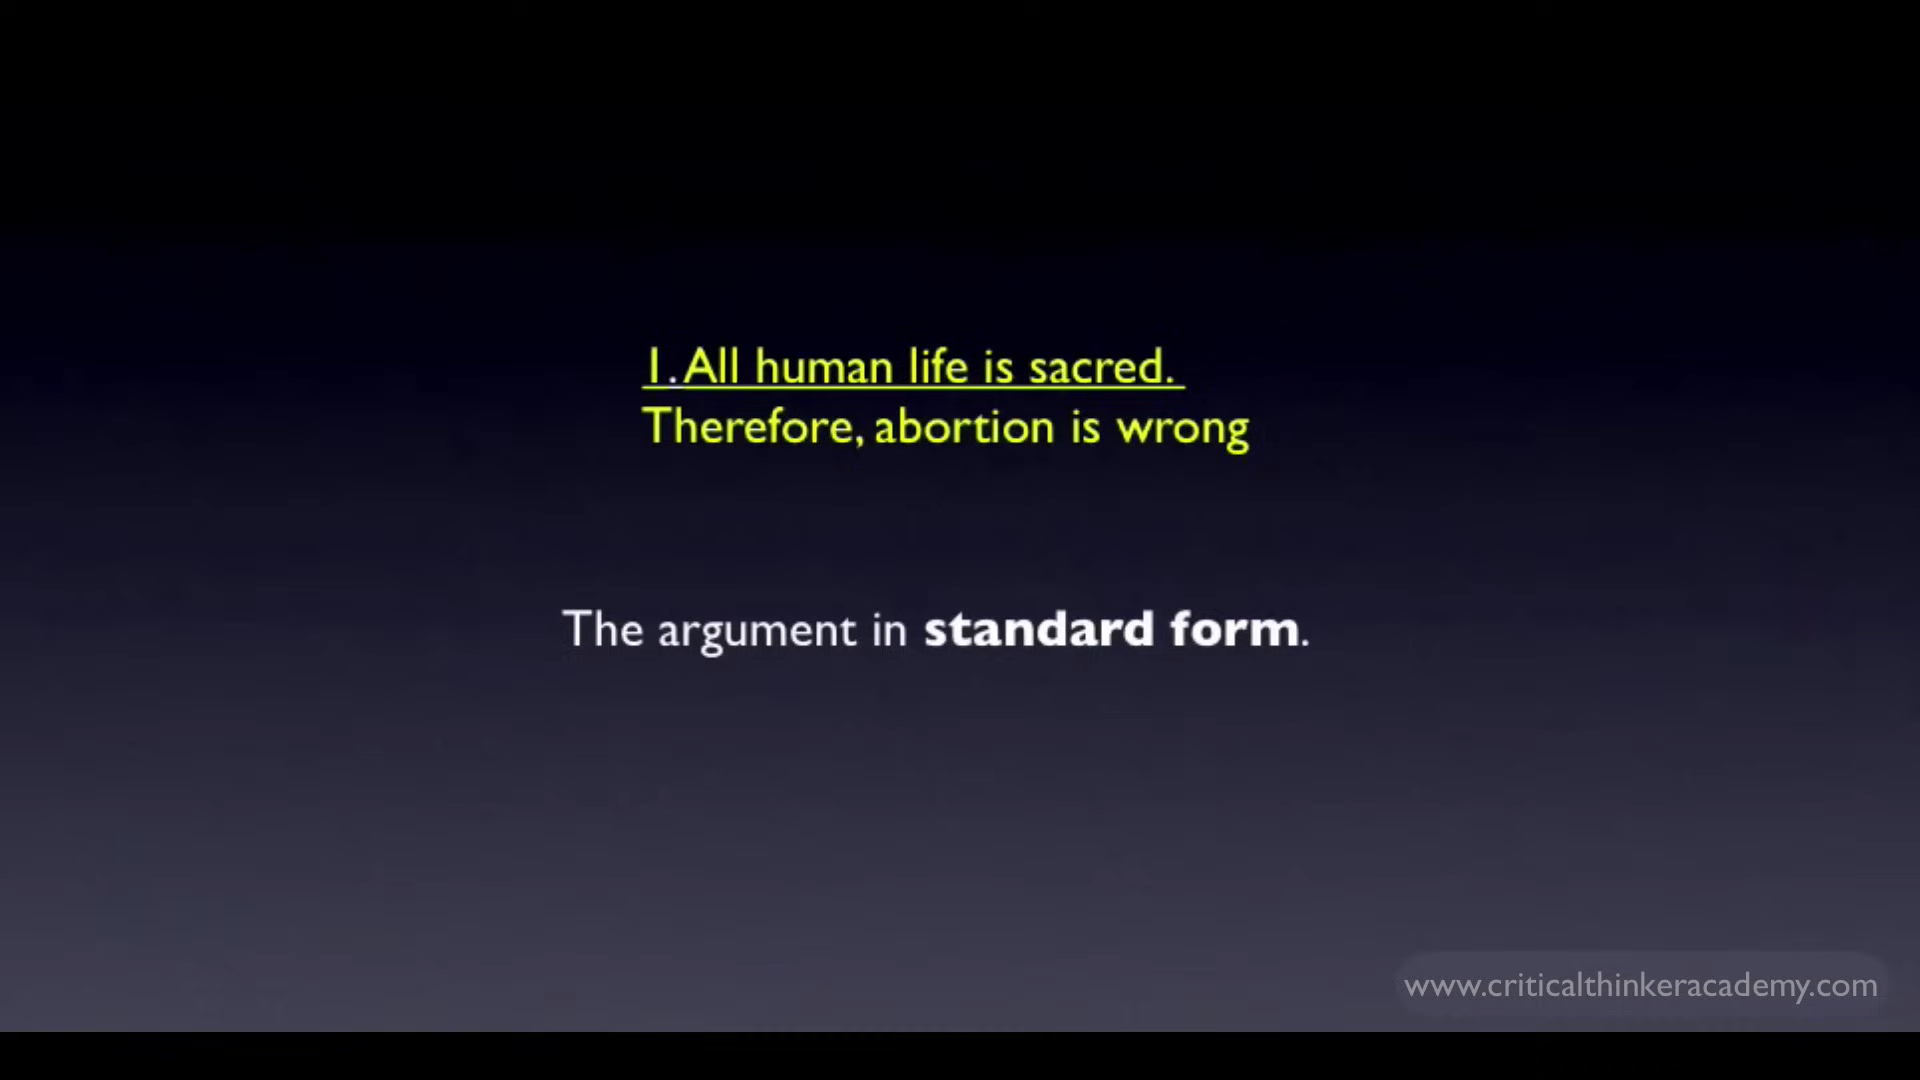 1. All human life is sacred.
Therefore, abortion is wrong
The argument in standard form.
www.criticalthinkeracademy.com